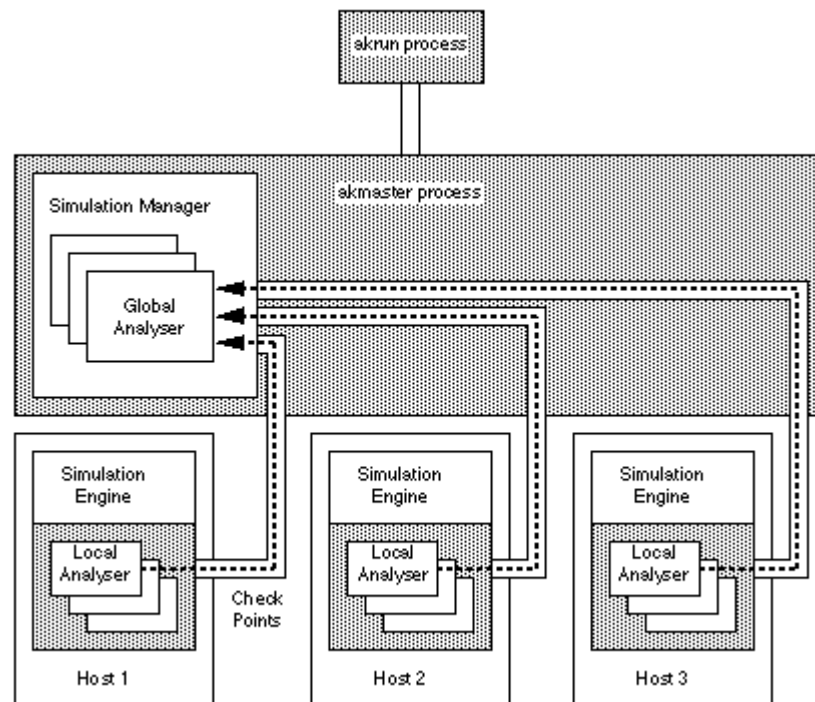 akrun process
akmaster process
Simulation Manager
Global
Analyser
Simulation
Engine
Local
Analyser
Host 1
Check
Points
Simulation
Engine
Local
Analyser
Host 2
Simulation
Engine
Local
Analyser
Host 3